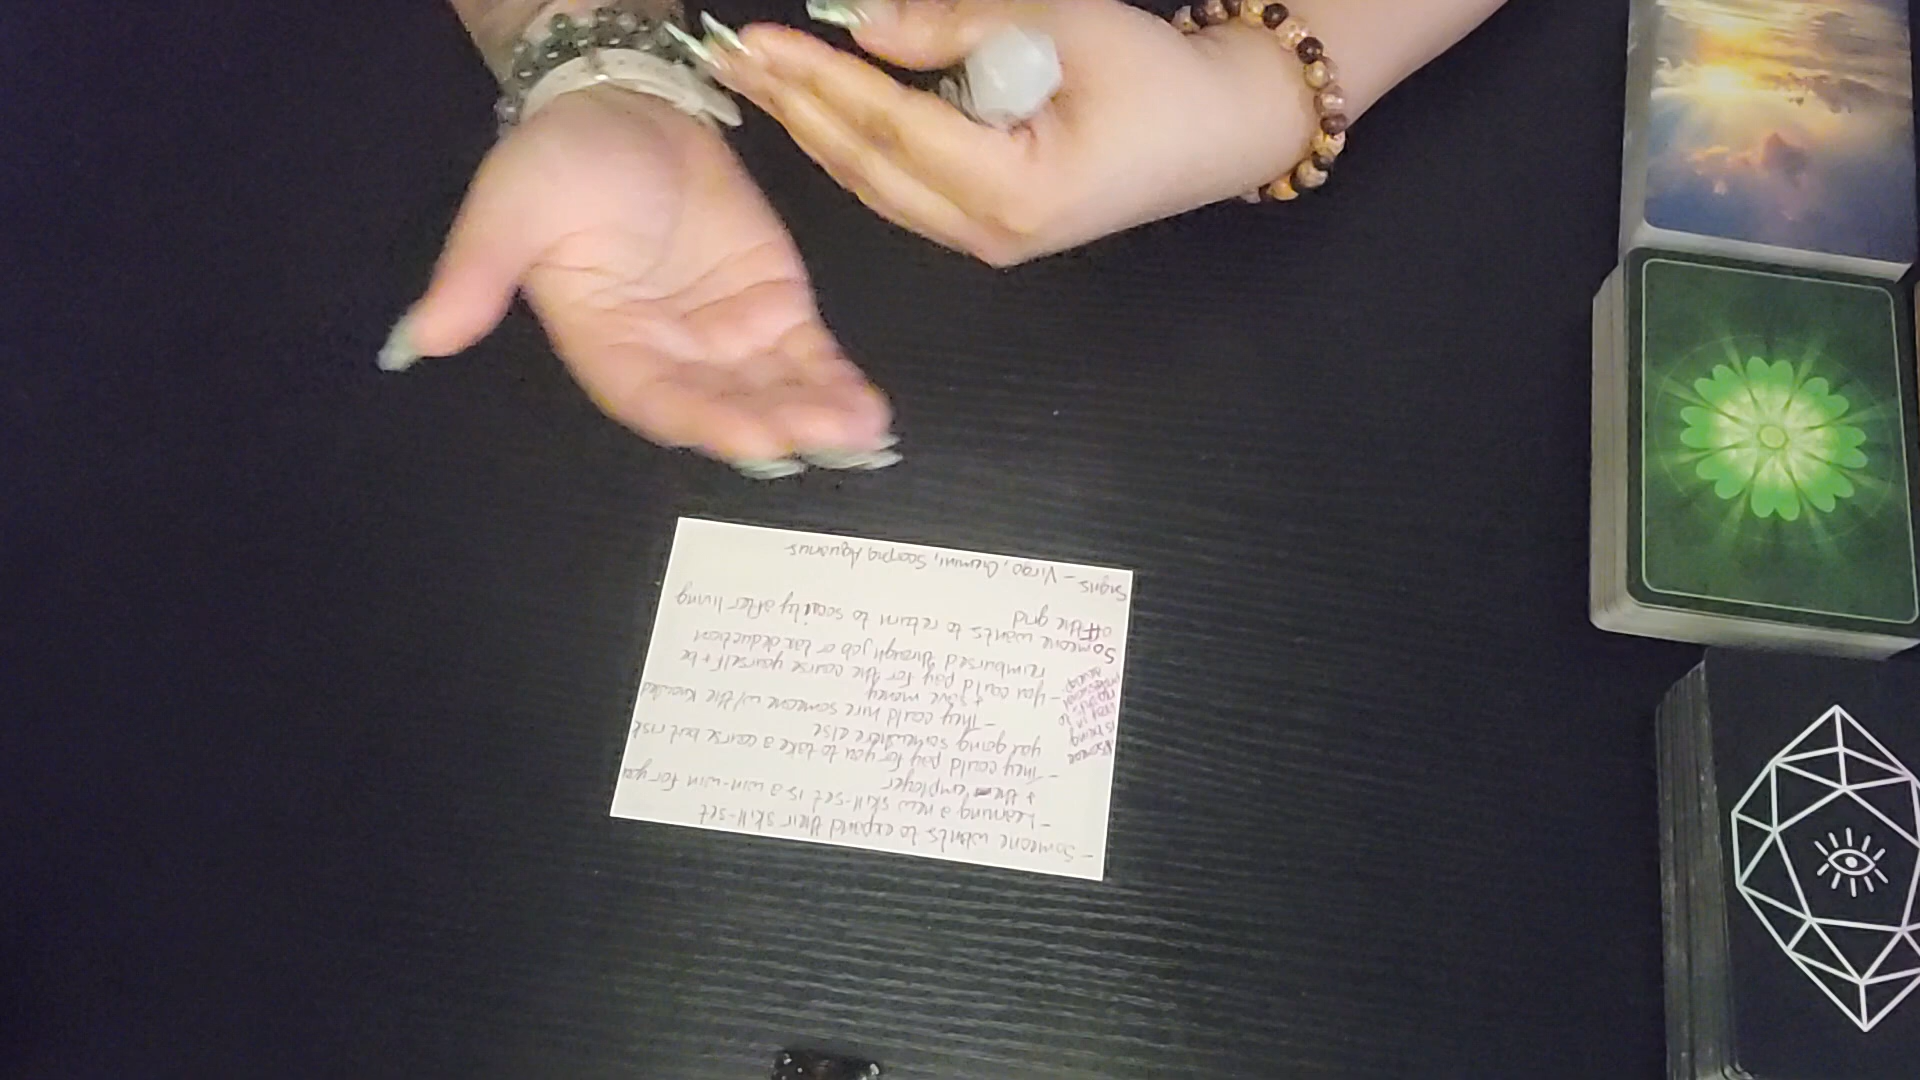 - Someone wants to expand their skill-set
- Learning a new skill-set is a win-win for you
+ the employer
- They could pay for you to take a course but risk
you going somewhere else
- They could hire someone w/ the
+ save money
- you could pay for the course yourself + be
reimbursed through job or tax deduction
Someone wants to return to society after living
off the grid
Signs - Virgo, Gemini, Scorpio Aquarius
is being